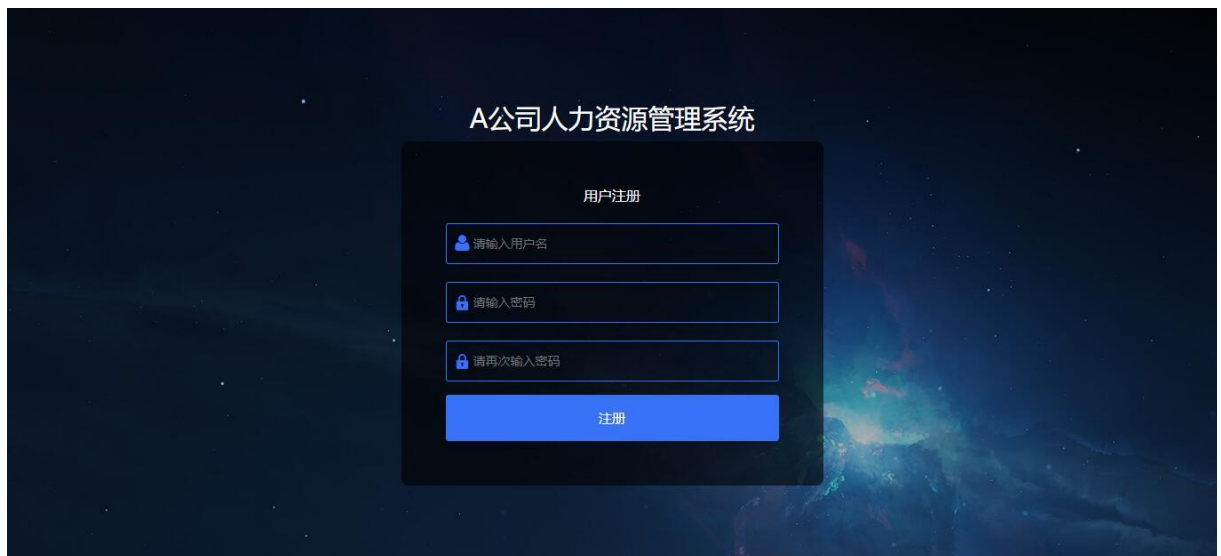 A公司人力资源管理系统
用户注册
请输入用户名
请输入密码
请再次输入密码
注册